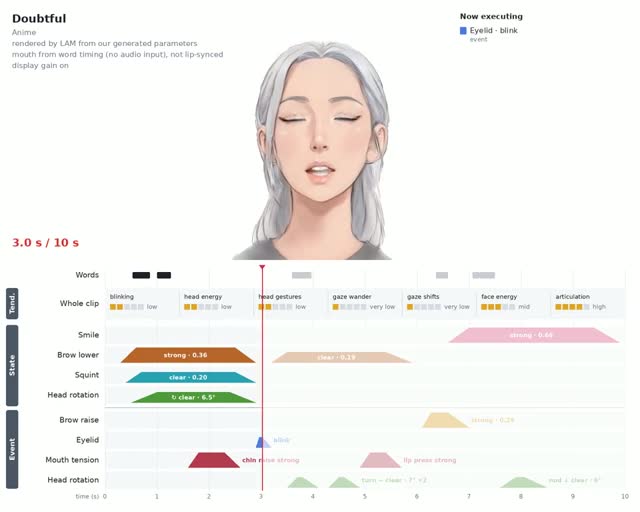 Doubtful
Anime
rendered by LAM from our generated parameters
mouth from word timing (no audio input), not lip-synced
display gain on
Now executing
Eyelid · blink
event
3.0 s / 10 s
Words
Tend.
Whole clip
blinking
low
head energy
low
head gestures
low
gaze wander
very low
gaze shifts
very low
face energy
mid
articulation
high
State
Smile
strong · 0.66
Brow lower
strong · 0.36
clear · 0.19
Squint
clear · 0.20
Head rotation
↻ clear · 6.5°
Event
Brow raise
strong · 0.29
Eyelid
blink
Mouth tension
chin raise strong
lip press strong
Head rotation
turn ↔ clear · 7° ×2
nod ↓ clear · 6°
time (s)
0 1 2 3 4 5 6 7 8 9 10